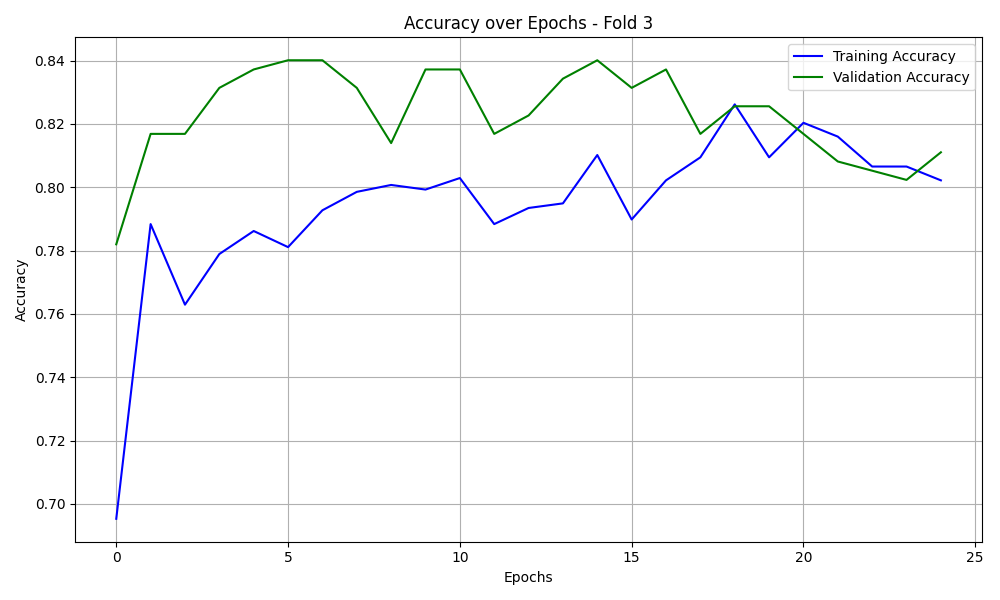 Accuracy over Epochs - Fold 3
Training Accuracy
Validation Accuracy
0.84
0.82
0.80
0.78
0.76
0.74
0.72
0.70
Accuracy
0
5
10
15
20
25
Epochs